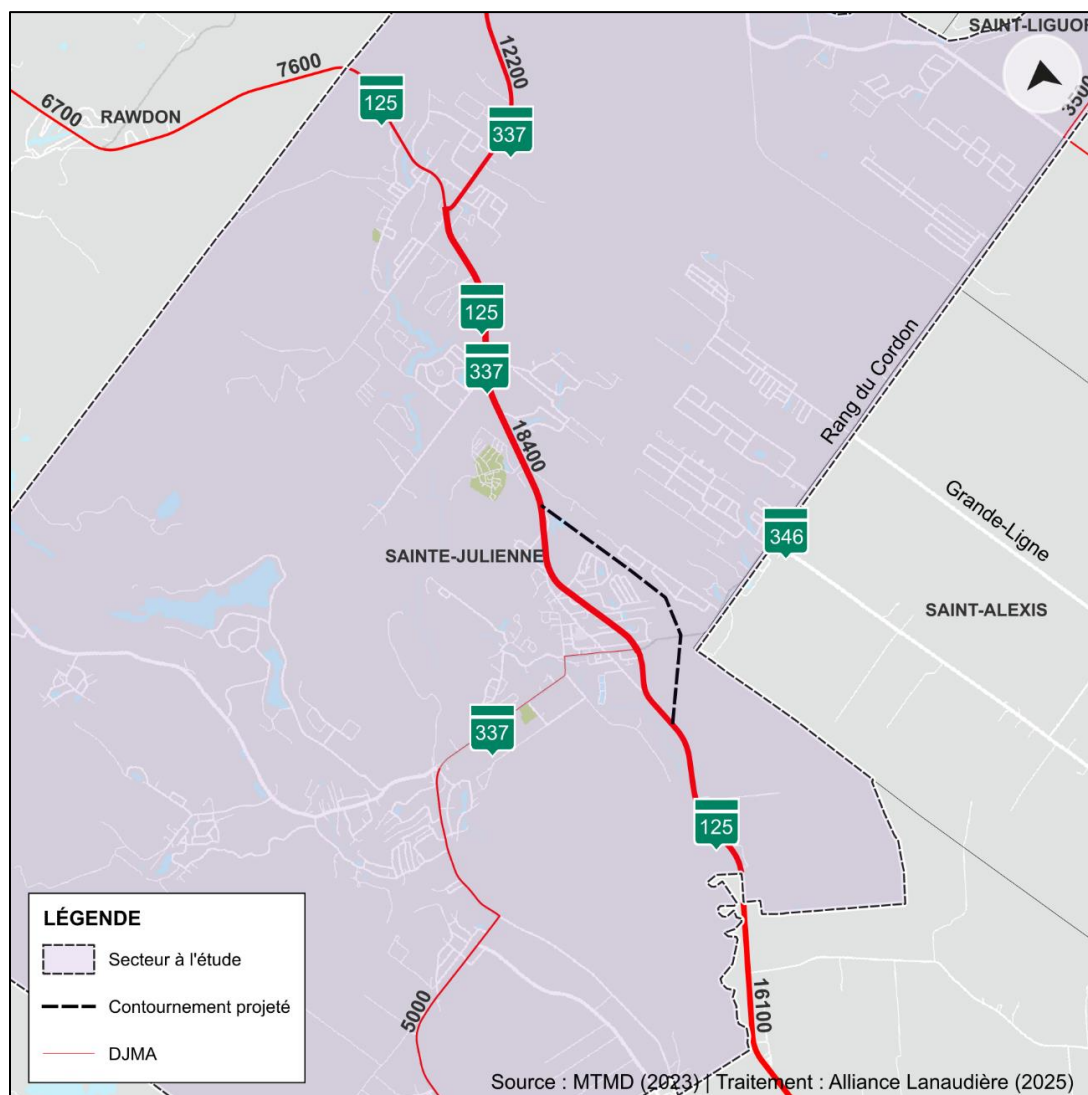 SAINT-LIGUOR
12200
7600
3500
6700
RAWDON
125
337
125
337
Rang du Cordon
18400
Grande-Ligne
346
SAINTE-JULIENNE
SAINT-ALEXIS
337
125
LÉGENDE
Secteur à l'étude
Contournement projeté
DJMA
5000
16100
Source : MTMD (2023) | Traitement : Alliance Lanaudière (2025)